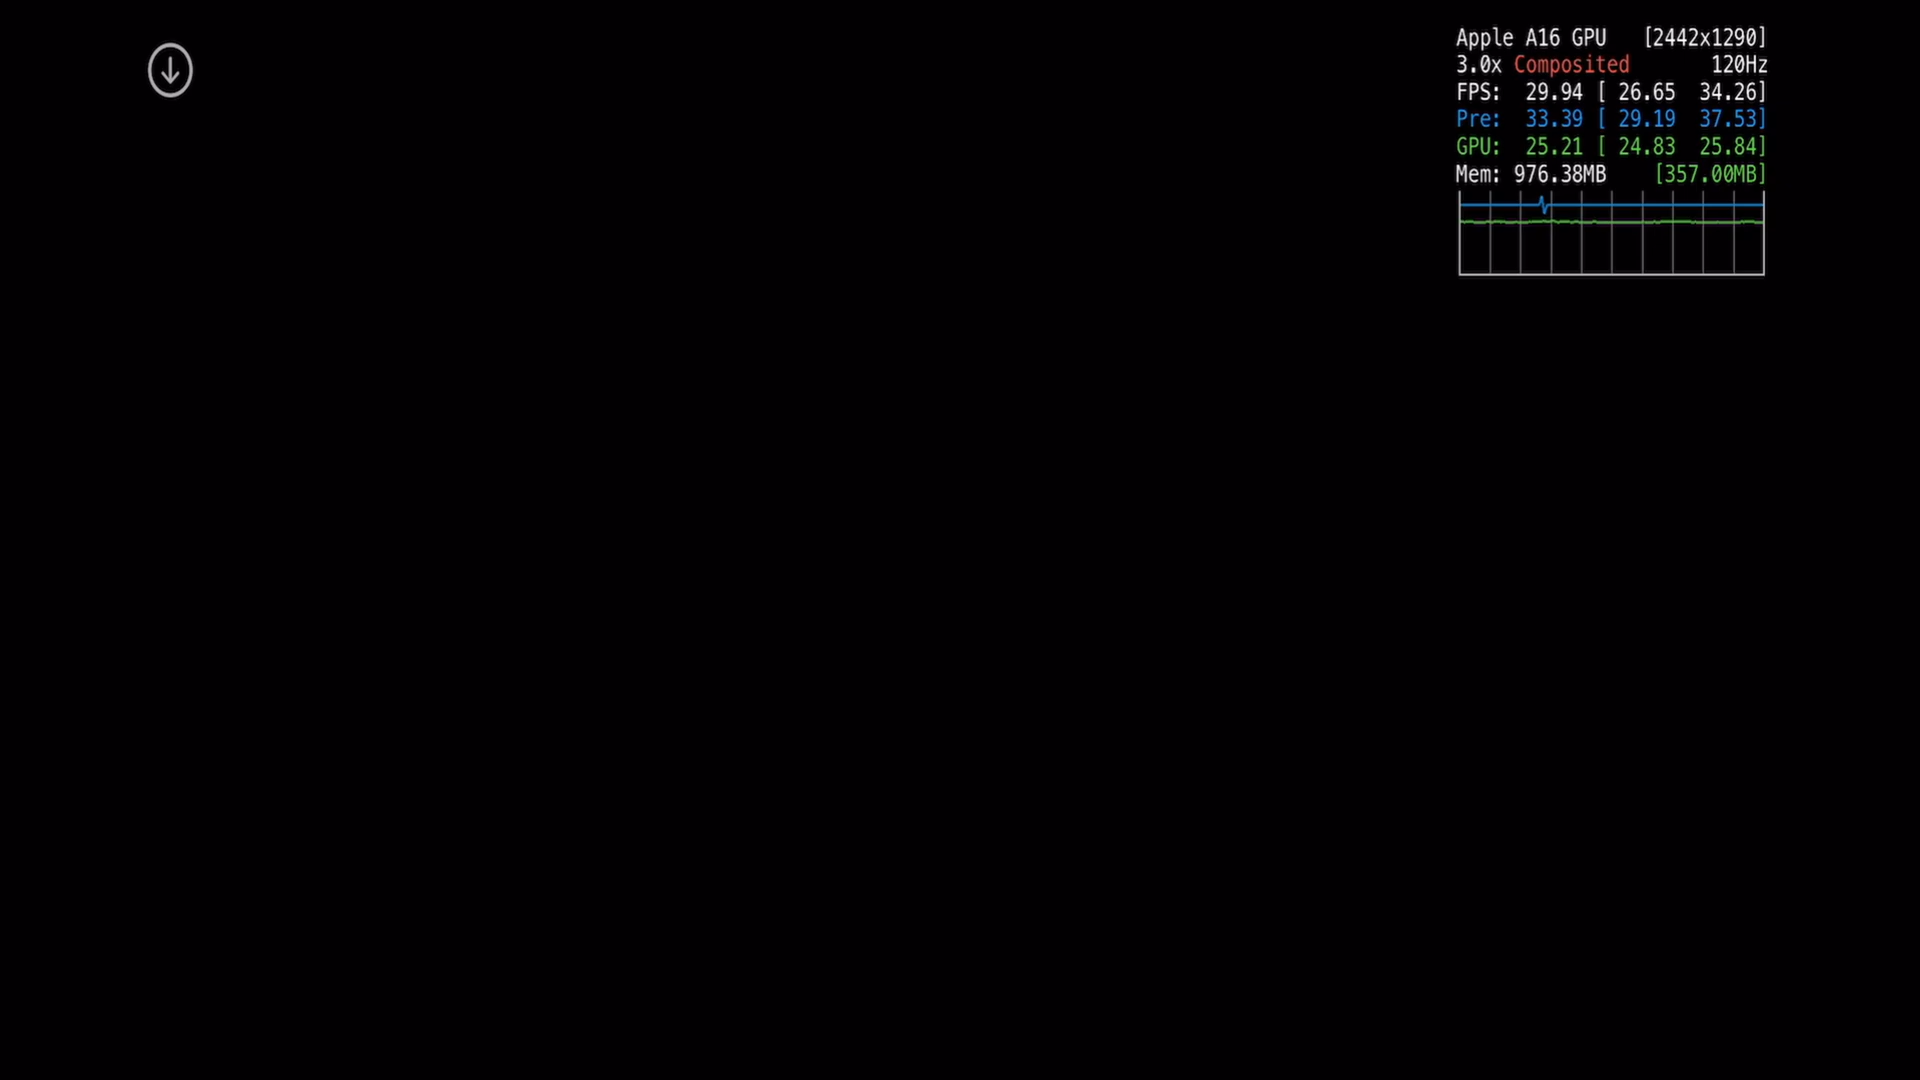 Apple A16 GPU [2442x1290]
3.0x Composited 120Hz
FPS: 29.94 [ 26.65 34.26]
Pre: 33.39 [ 29.19 37.53]
GPU: 25.21 [ 24.83 25.84]
Mem: 976.38MB [357.00MB]